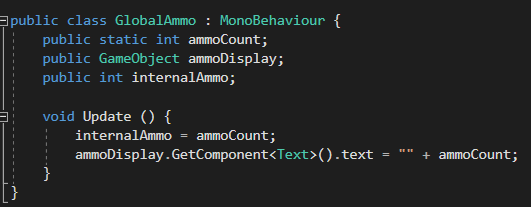 public class GlobalAmmo : MonoBehaviour {
    public static int ammoCount;
    public GameObject ammoDisplay;
    public int internalAmmo;

    void Update () {
        internalAmmo = ammoCount;
        ammoDisplay.GetComponent<Text>().text = "" + ammoCount;
    }
}